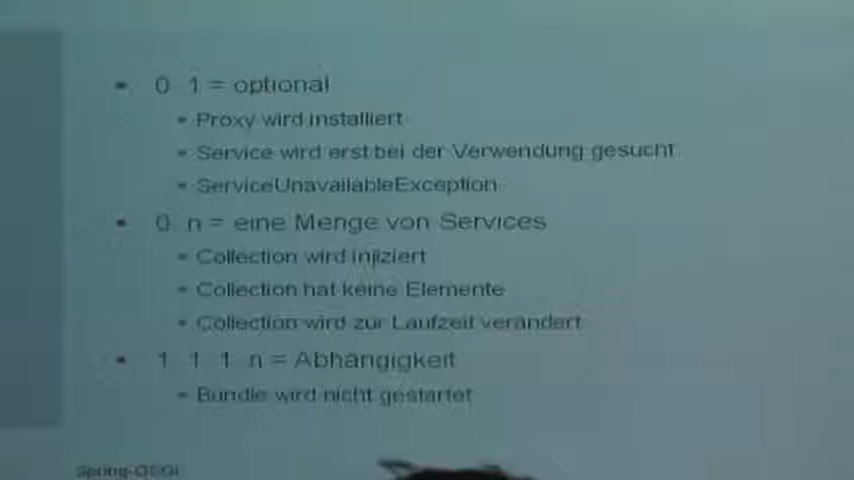 0 1 = optional
Proxy wird installiert
Service wird erst bei der Verwendung gesucht
ServiceUnavailableException
0 n = eine Menge von Services
Collection wird injiziert
Collection hat keine Elemente
Collection wird zur Laufzeit verändert
1 1 1 n = Abhängigkeit
Bundle wird nicht gestartet
Spring-OSGi